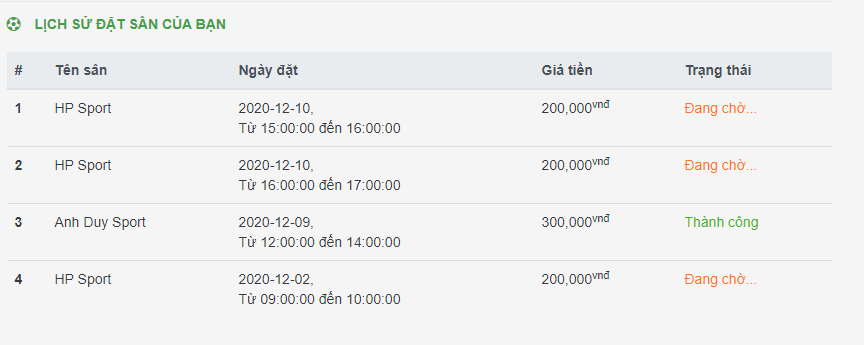 LỊCH SỬ ĐẶT SÂN CỦA BẠN
# Tên sân Ngày đặt Giá tiền Trạng thái
1 HP Sport 2020-12-10, 200,000vnđ Đang chờ...
Từ 15:00:00 đến 16:00:00
2 HP Sport 2020-12-10, 200,000vnđ Đang chờ...
Từ 16:00:00 đến 17:00:00
3 Anh Duy Sport 2020-12-09, 300,000vnđ Thành công
Từ 12:00:00 đến 14:00:00
4 HP Sport 2020-12-02, 200,000vnđ Đang chờ...
Từ 09:00:00 đến 10:00:00